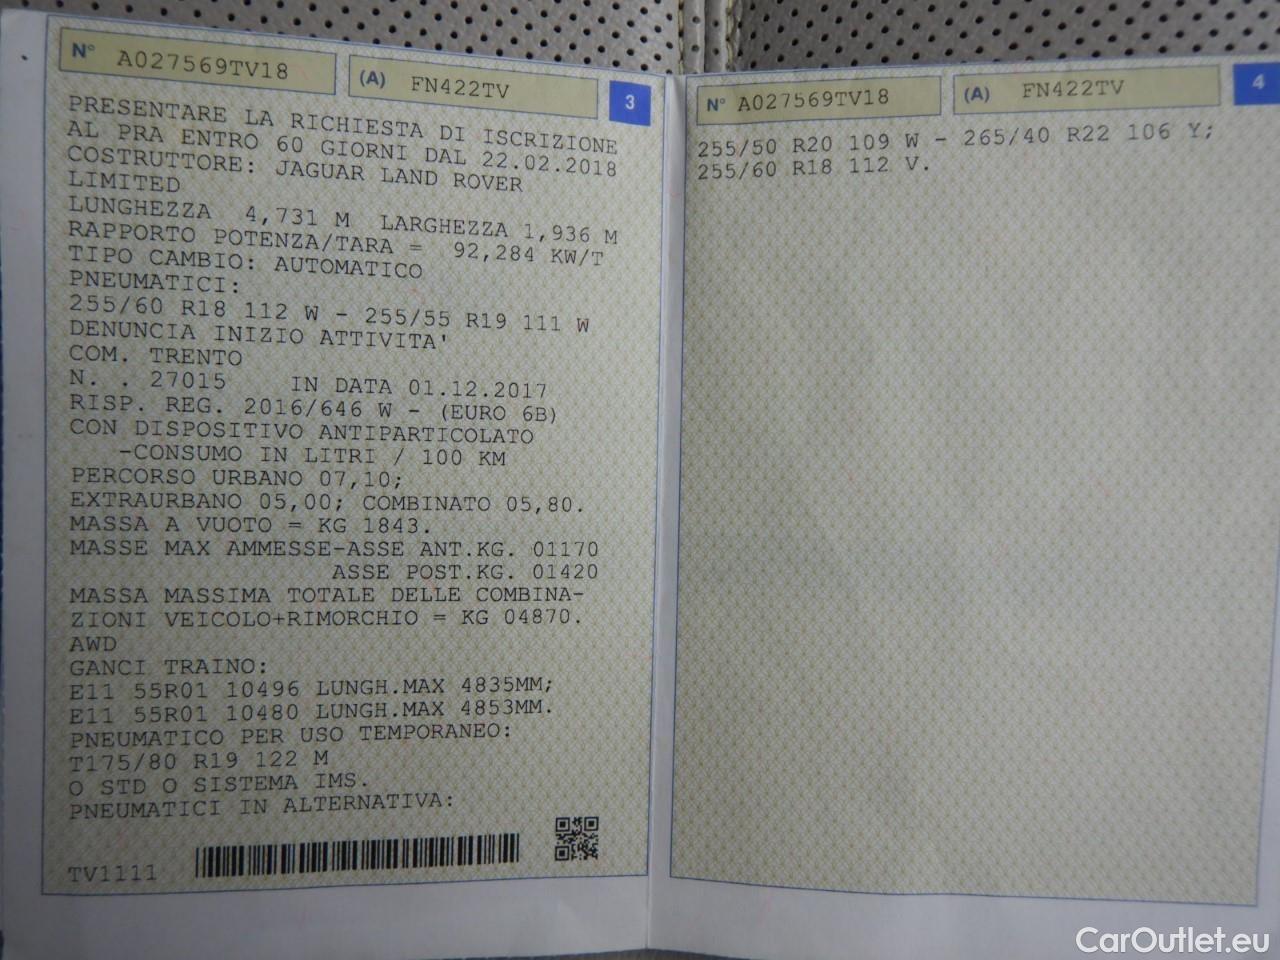 N° A027569TV18 (A) FN422TV 3
PRESENTARE LA RICHIESTA DI ISCRIZIONE
AL PRA ENTRO 60 GIORNI DAL 22.02.2018
COSTRUTTORE: JAGUAR LAND ROVER
LIMITED
LUNGHEZZA 4,731 M LARGHEZZA 1,936 M
RAPPORTO POTENZA/TARA = 92,284 KW/T
TIPO CAMBIO: AUTOMATICO
PNEUMATICI:
255/60 R18 112 W - 255/55 R19 111 W
DENUNCIA INIZIO ATTIVITA'
COM. TRENTO
N. . 27015 IN DATA 01.12.2017
RISP. REG. 2016/646 W - (EURO 6B)
CON DISPOSITIVO ANTIPARTICOLATO
-CONSUMO IN LITRI / 100 KM
PERCORSO URBANO 07,10;
EXTRAURBANO 05,00; COMBINATO 05,80.
MASSA A VUOTO = KG 1843.
MASSE MAX AMMESSE-ASSE ANT.KG. 01170
ASSE POST.KG. 01420
MASSA MASSIMA TOTALE DELLE COMBINA-
ZIONI VEICOLO+RIMORCHIO = KG 04870.
AWD
GANCI TRAINO:
E11 55R01 10496 LUNGH.MAX 4835MM;
E11 55R01 10480 LUNGH.MAX 4853MM.
PNEUMATICO PER USO TEMPORANEO:
T175/80 R19 122 M
O STD O SISTEMA IMS.
PNEUMATICI IN ALTERNATIVA:
TV1111
N° A027569TV18 (A) FN422TV 4
255/50 R20 109 W - 265/40 R22 106 Y;
255/60 R18 112 V.
CarOutlet.eu